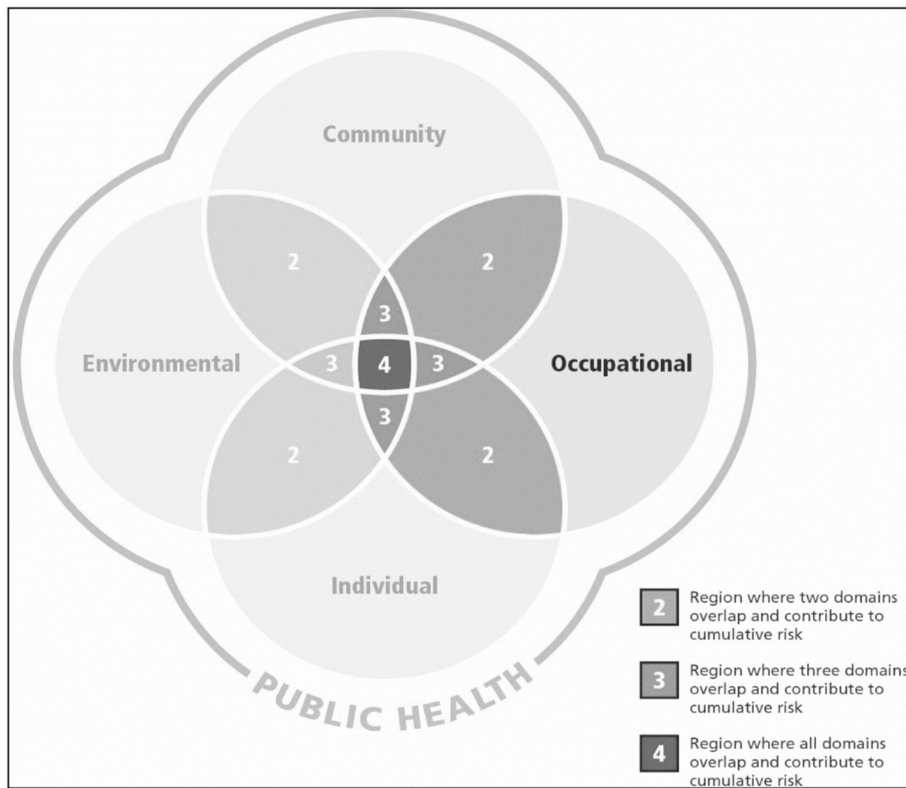 Community
2
2
3
Environmental
3
4
3
Occupational
3
2
2
Individual
PUBLIC HEALTH
2 Region where two domains
overlap and contribute to
cumulative risk
3 Region where three domains
overlap and contribute to
cumulative risk
4 Region where all domains
overlap and contribute to
cumulative risk